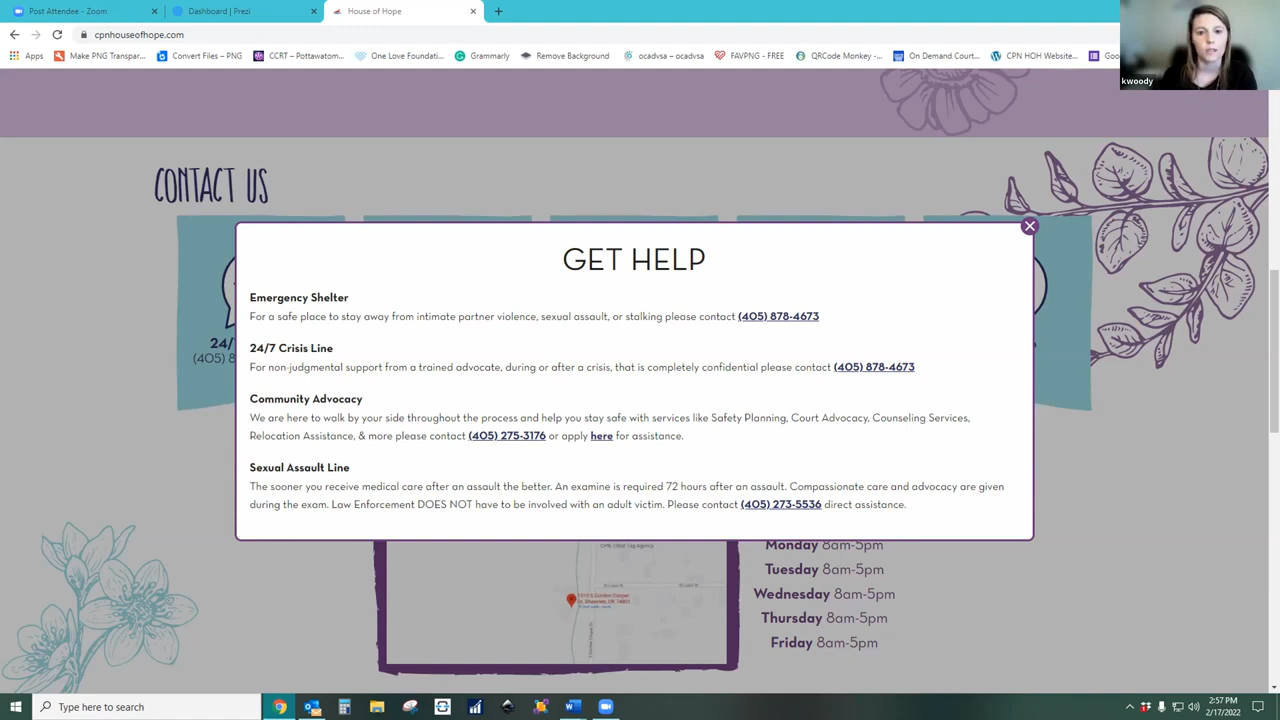 Post Attendee - Zoom
Dashboard | Prezi
House of Hope
cpnhouseofhope.com
Apps
Make PNG Transpar...
Convert Files – PNG
CCRT – Pottawatom...
One Love Foundati...
Grammarly
Remove Background
ocadvsa – ocadvsa
FAVPNG - FREE
QRCode Monkey -...
On Demand Court...
CPN HOH Website...
Goo
kwoody
CONTACT US
GET HELP
Emergency Shelter
For a safe place to stay away from intimate partner violence, sexual assault, or stalking please contact (405) 878-4673
24/7 Crisis Line
For non-judgmental support from a trained advocate, during or after a crisis, that is completely confidential please contact (405) 878-4673
Community Advocacy
We are here to walk by your side throughout the process and help you stay safe with services like Safety Planning, Court Advocacy, Counseling Services,
Relocation Assistance, & more please contact (405) 275-3176 or apply here for assistance.
Sexual Assault Line
The sooner you receive medical care after an assault the better. An examine is required 72 hours after an assault. Compassionate care and advocacy are given
during the exam. Law Enforcement DOES NOT have to be involved with an adult victim. Please contact (405) 273-5536 direct assistance.
24/
(405) 8
Monday 8am-5pm
Tuesday 8am-5pm
Wednesday 8am-5pm
Thursday 8am-5pm
Friday 8am-5pm
Type here to search
2:57 PM
2/17/2022